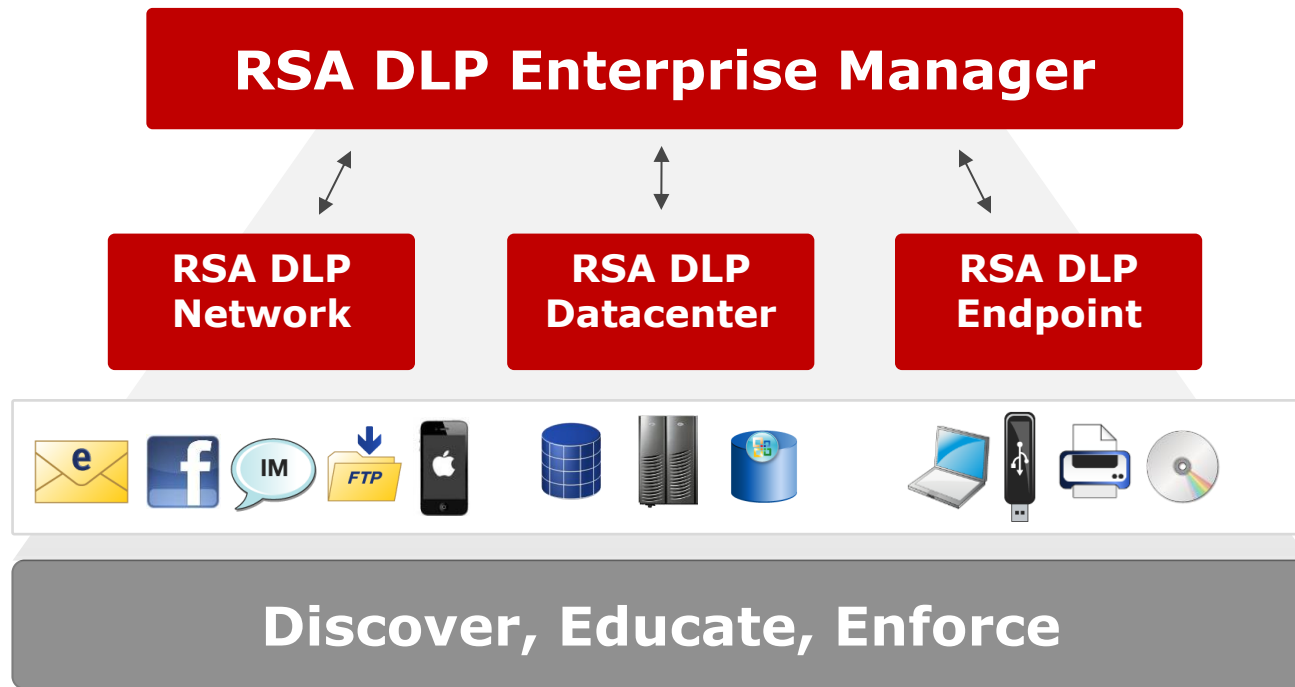 RSA DLP Enterprise Manager
RSA DLP
Network
RSA DLP
Datacenter
RSA DLP
Endpoint
e
f
IM
FTP
Discover, Educate, Enforce